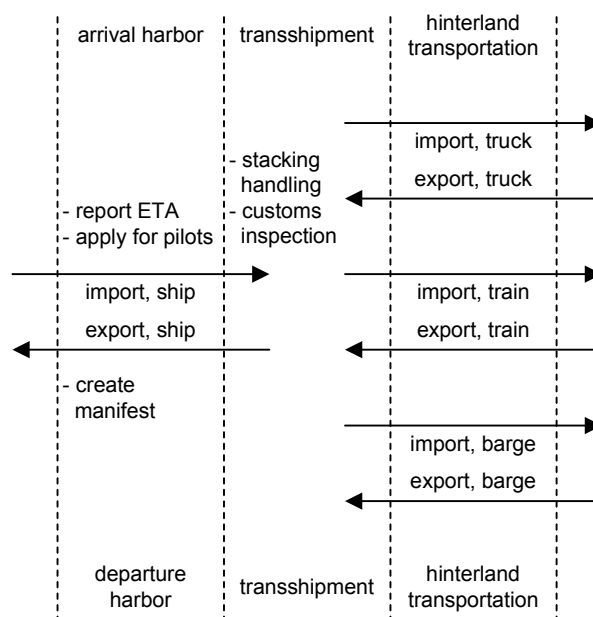 arrival harbor
transshipment
hinterland
transportation
import, truck
export, truck
- stacking
handling
- customs
inspection
- report ETA
- apply for pilots
import, ship
export, ship
- create
manifest
import, train
export, train
import, barge
export, barge
departure
harbor
transshipment
hinterland
transportation